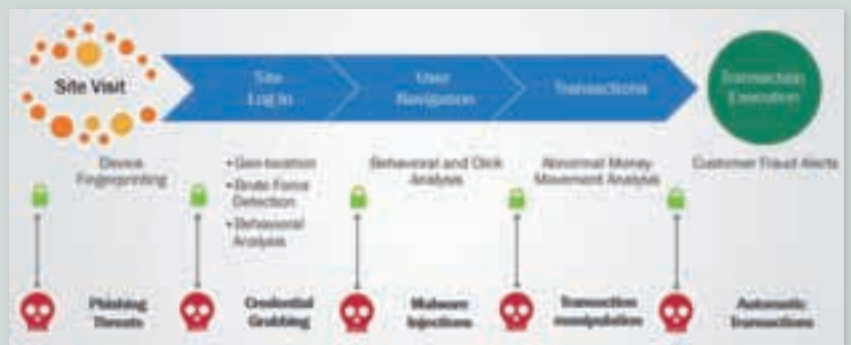 Site Visit
Site
Log In
User
Navigation
Transactions
Transaction
Execution
Device
Fingerprinting
• Geo-location
• Brute Force
Detection
• Behavioral
Analysis
Behavioral and Click
Analysis
Abnormal Money
Movement Analysis
Customer Fraud Alerts
Phishing
Threats
Credential
Grabbing
Malware
Injections
Transaction
manipulation
Automatic
Transactions